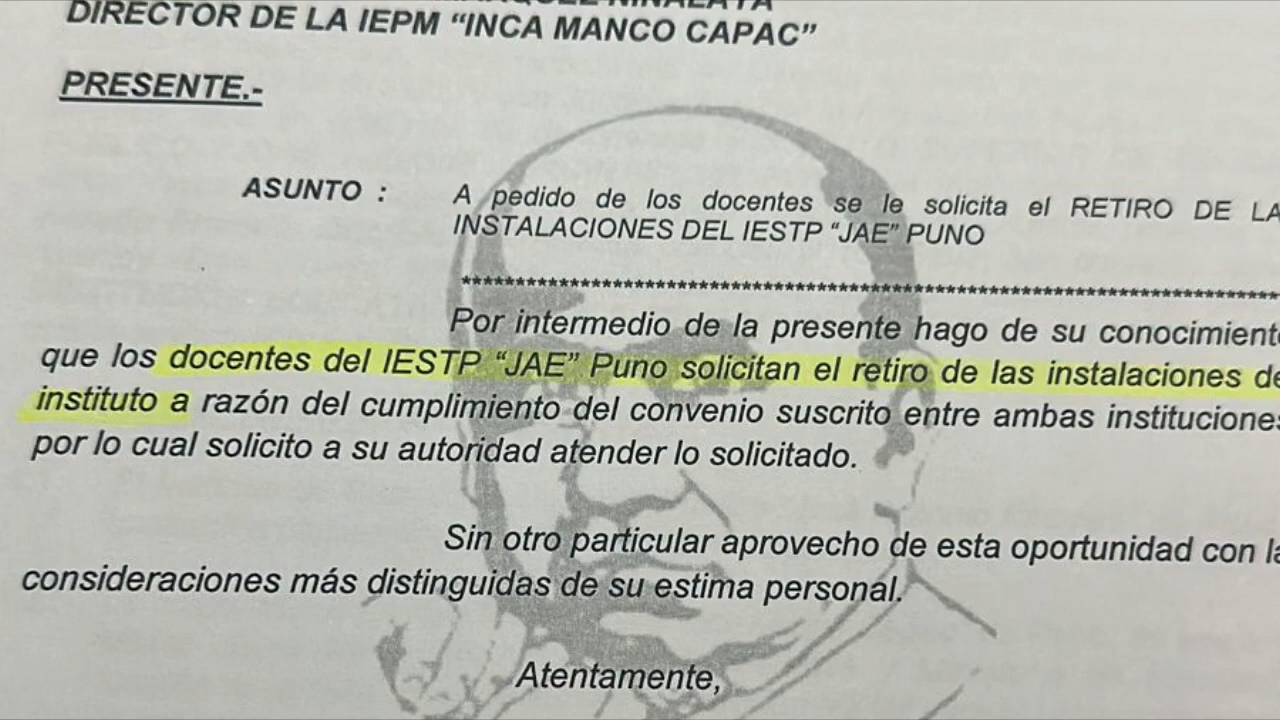 DIRECTOR DE LA IEPM “INCA MANCO CAPAC”
PRESENTE.-
ASUNTO : A pedido de los docentes se le solicita el RETIRO DE LA
INSTALACIONES DEL IESTP “JAE” PUNO
********************************************************************************
Por intermedio de la presente hago de su conocimient
que los docentes del IESTP “JAE” Puno solicitan el retiro de las instalaciones de
instituto a razón del cumplimiento del convenio suscrito entre ambas instituciones
por lo cual solicito a su autoridad atender lo solicitado.
Sin otro particular aprovecho de esta oportunidad con la
consideraciones más distinguidas de su estima personal.
Atentamente,